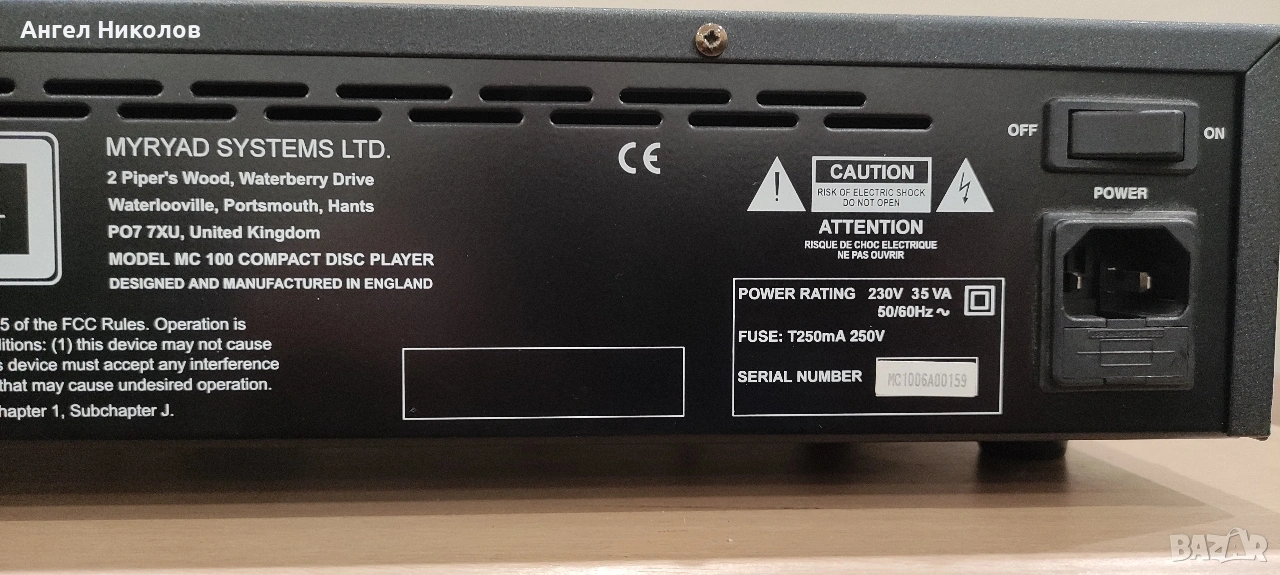 Ангел Николов
MYRYAD SYSTEMS LTD.
2 Piper's Wood, Waterberry Drive
Waterlooville, Portsmouth, Hants
PO7 7XU, United Kingdom
MODEL MC 100 COMPACT DISC PLAYER
DESIGNED AND MANUFACTURED IN ENGLAND
5 of the FCC Rules. Operation is
ditions: (1) this device may not cause
s device must accept any interference
that may cause undesired operation.
hapter 1, Subchapter J.
CE
CAUTION
RISK OF ELECTRIC SHOCK
DO NOT OPEN
ATTENTION
RISQUE DE CHOC ELECTRIQUE
NE PAS OUVRIR
POWER RATING 230V 35 VA
50/60Hz ~
FUSE: T250mA 250V
SERIAL NUMBER MC1006A00159
OFF
ON
POWER
BAZAR